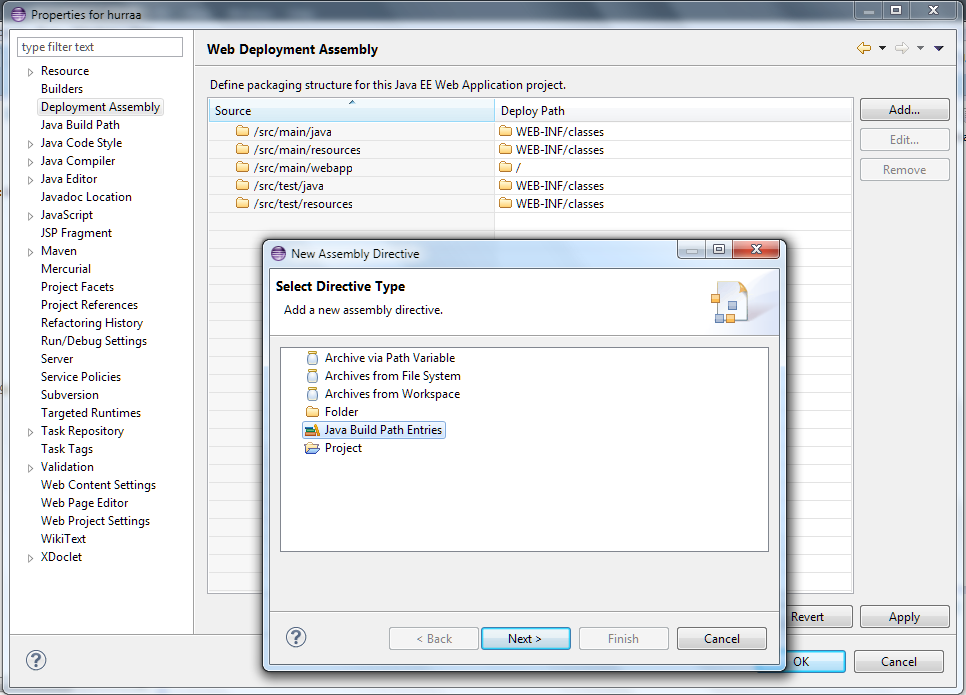 Properties for hurraa
type filter text
Resource
Builders
Deployment Assembly
Java Build Path
Java Code Style
Java Compiler
Java Editor
Javadoc Location
JavaScript
JSP Fragment
Maven
Mercurial
Project Facets
Project References
Refactoring History
Run/Debug Settings
Server
Service Policies
Subversion
Targeted Runtimes
Task Repository
Task Tags
Validation
Web Content Settings
Web Page Editor
Web Project Settings
WikiText
XDoclet
Web Deployment Assembly
Define packaging structure for this Java EE Web Application project.
Source Deploy Path
/src/main/java WEB-INF/classes
/src/main/resources WEB-INF/classes
/src/main/webapp /
/src/test/java WEB-INF/classes
/src/test/resources WEB-INF/classes
Add...
Edit...
Remove
New Assembly Directive
Select Directive Type
Add a new assembly directive.
Archive via Path Variable
Archives from File System
Archives from Workspace
Folder
Java Build Path Entries
Project
? < Back Next > Finish Cancel
Revert Apply
? OK Cancel